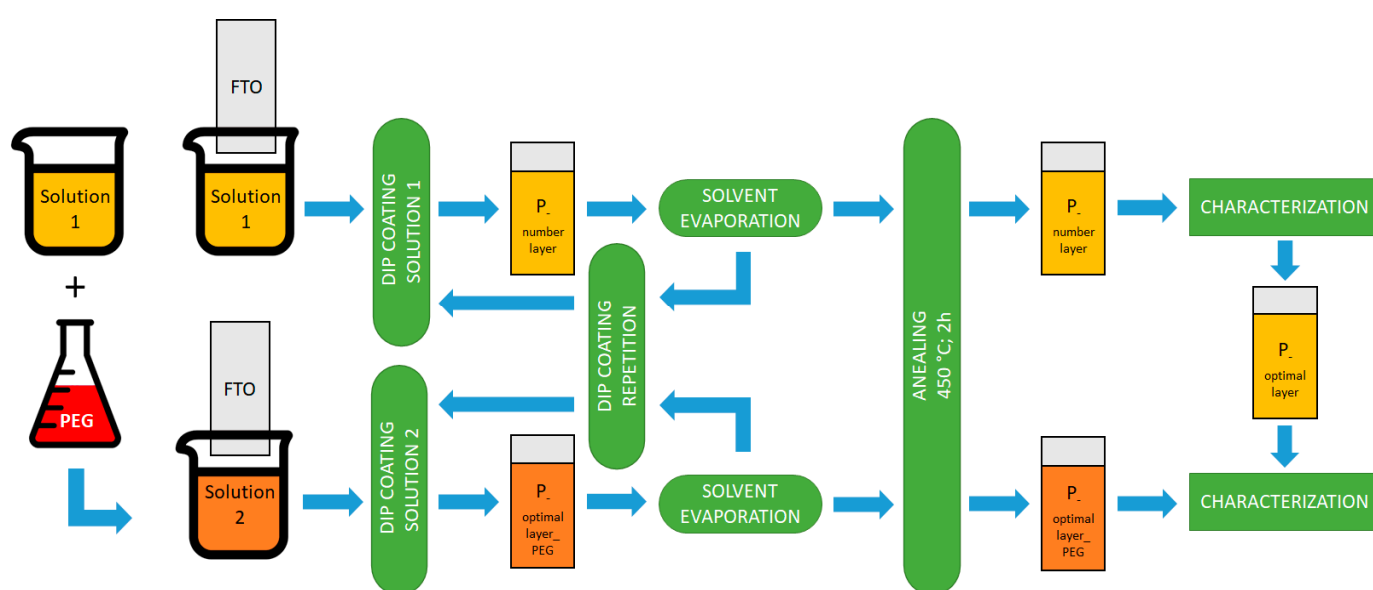 Solution
1
+
PEG
FTO
Solution
1
FTO
Solution
2
DIP COATING
SOLUTION 1
DIP COATING
SOLUTION 2
P-
number
layer
P-
optimal
layer_
PEG
SOLVENT
EVAPORATION
DIP COATING
REPETITION
SOLVENT
EVAPORATION
ANEALING
450 °C; 2h
P-
number
layer
P-
optimal
layer_
PEG
CHARACTERIZATION
P-
optimal
layer
CHARACTERIZATION